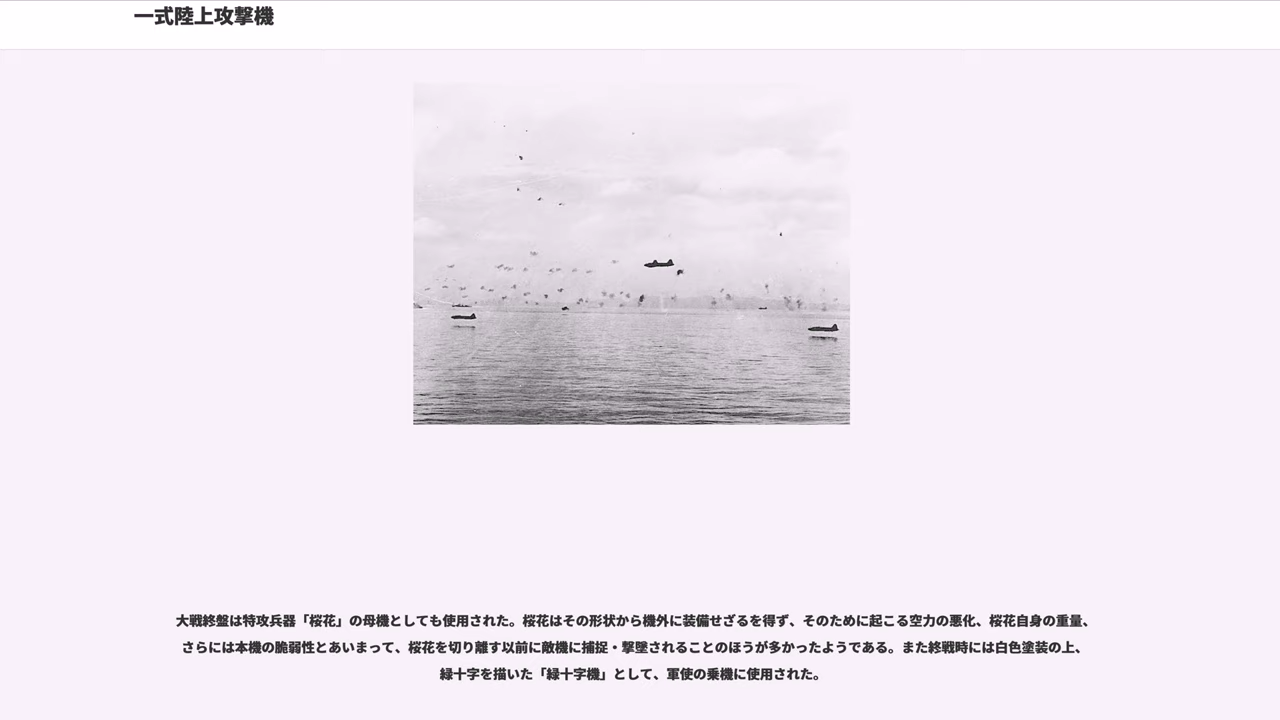 一式陸上攻撃機
大戦終盤は特攻兵器「桜花」の母機としても使用された。桜花はその形状から機外に装備せざるを得ず、そのために起こる空力の悪化、桜花自身の重量、
さらには本機の脆弱性とあいまって、桜花を切り離す以前に敵機に捕捉・撃墜されることのほうが多かったようである。また終戦時には白色塗装の上、
緑十字を描いた「緑十字機」として、軍使の乗機に使用された。